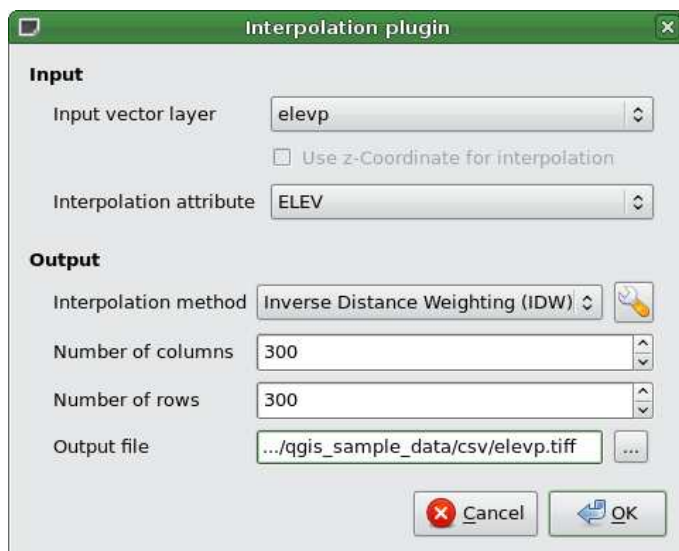 Interpolation plugin
Input
Input vector layer elevp
Use z-Coordinate for interpolation
Interpolation attribute ELEV
Output
Interpolation method Inverse Distance Weighting (IDW)
Number of columns 300
Number of rows 300
Output file .../qgis_sample_data/csv/elevp.tiff ...
Cancel OK